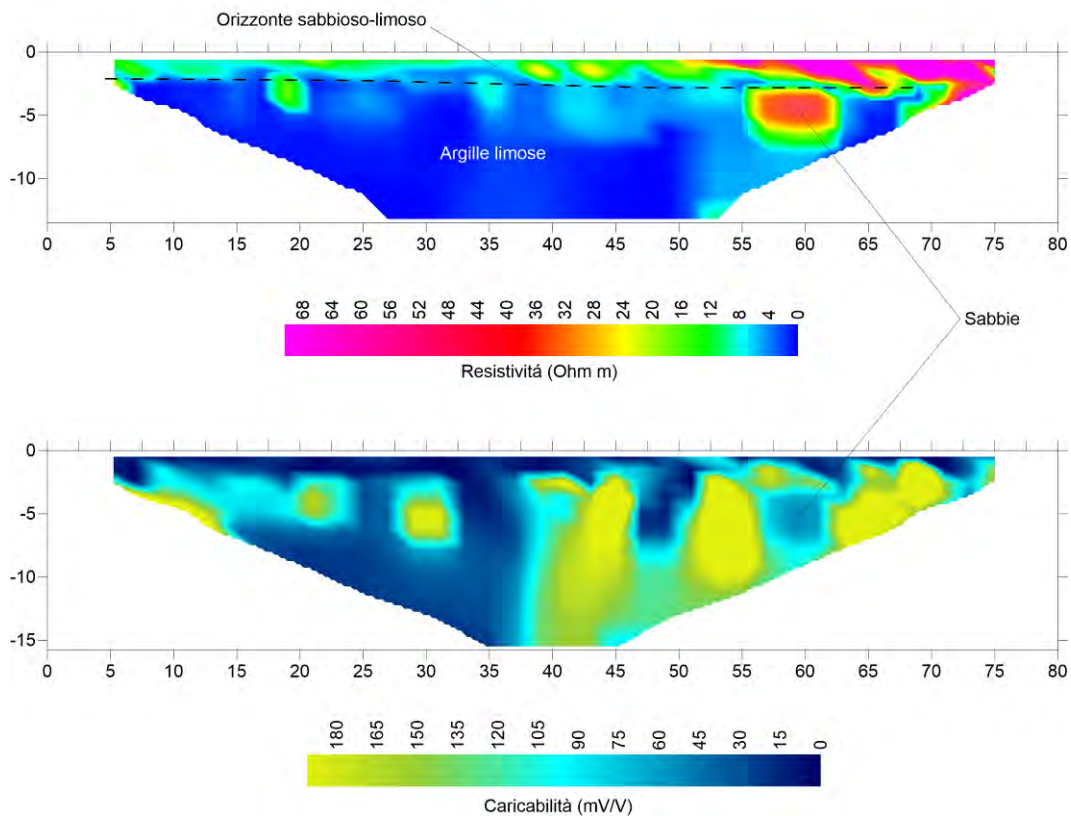 Orizzonte sabbioso-limoso
0
-5
-10
Argille limose
0 5 10 15 20 25 30 35 40 45 50 55 60 65 70 75 80
68 64 60 56 52 48 44 40 36 32 28 24 20 16 12 8 4 0
Resistivitá (Ohm m)
Sabbie
0
-5
-10
-15
0 5 10 15 20 25 30 35 40 45 50 55 60 65 70 75 80
180 165 150 135 120 105 90 75 60 45 30 15 0
Caricabilità (mV/V)